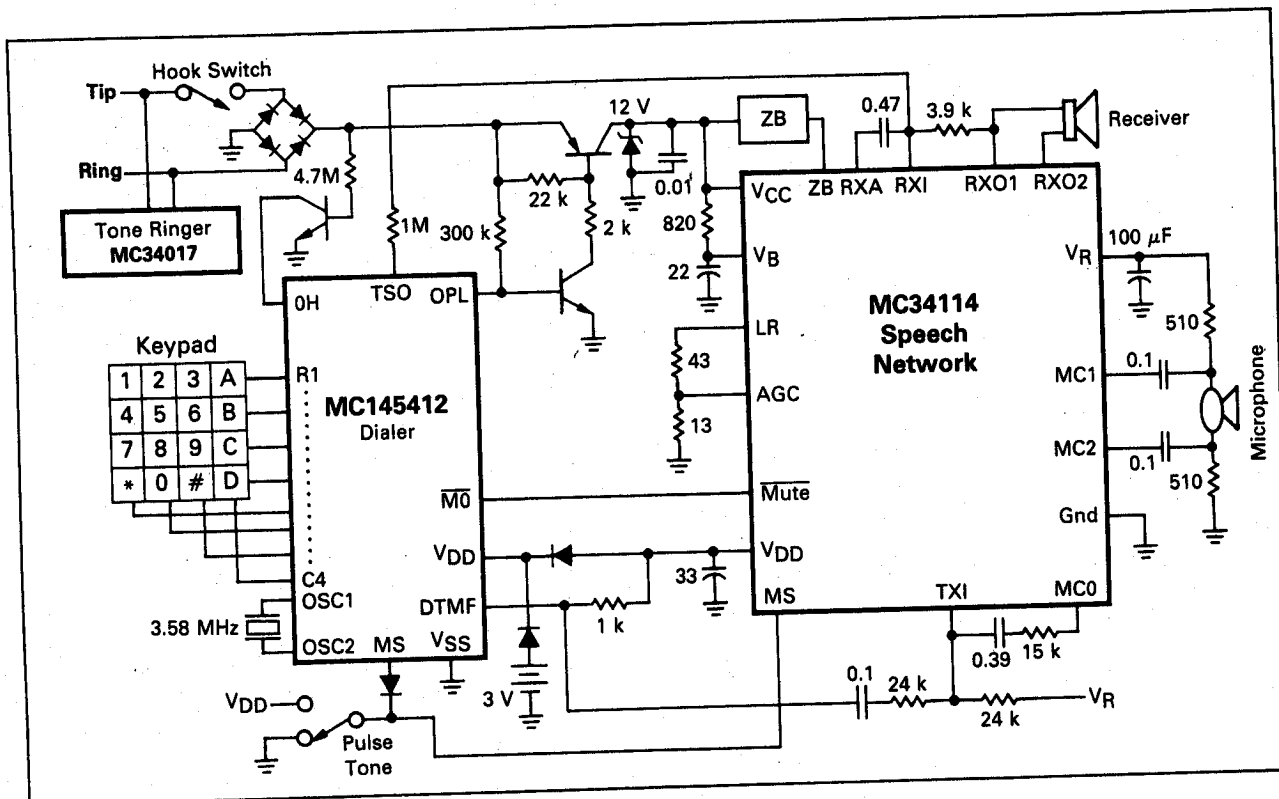 Hook Switch
Tip
Ring
Tone Ringer
MC34017
4.7M
12 V
22 k
300 k
2 k
0.01
1M
820
22
ZB
0.47
3.9 k
Receiver
0H
TSO
OPL
Keypad
1 2 3 A
4 5 6 B
7 8 9 C
* 0 # D
R1
C4
OSC1
OSC2
3.58 MHz
MC145412
Dialer
M0
VDD
DTMF
MS
VSS
VDD
Pulse
Tone
3 V
1 k
33
43
13
VCC
VB
LR
AGC
Mute
VDD
MS
ZB
RXA
RXI
RXO1
RXO2
MC34114
Speech
Network
VR
MC1
MC2
Gnd
MC0
TXI
100 µF
510
0.1
0.1
510
Microphone
0.39
15 k
0.1
24 k
24 k
VR